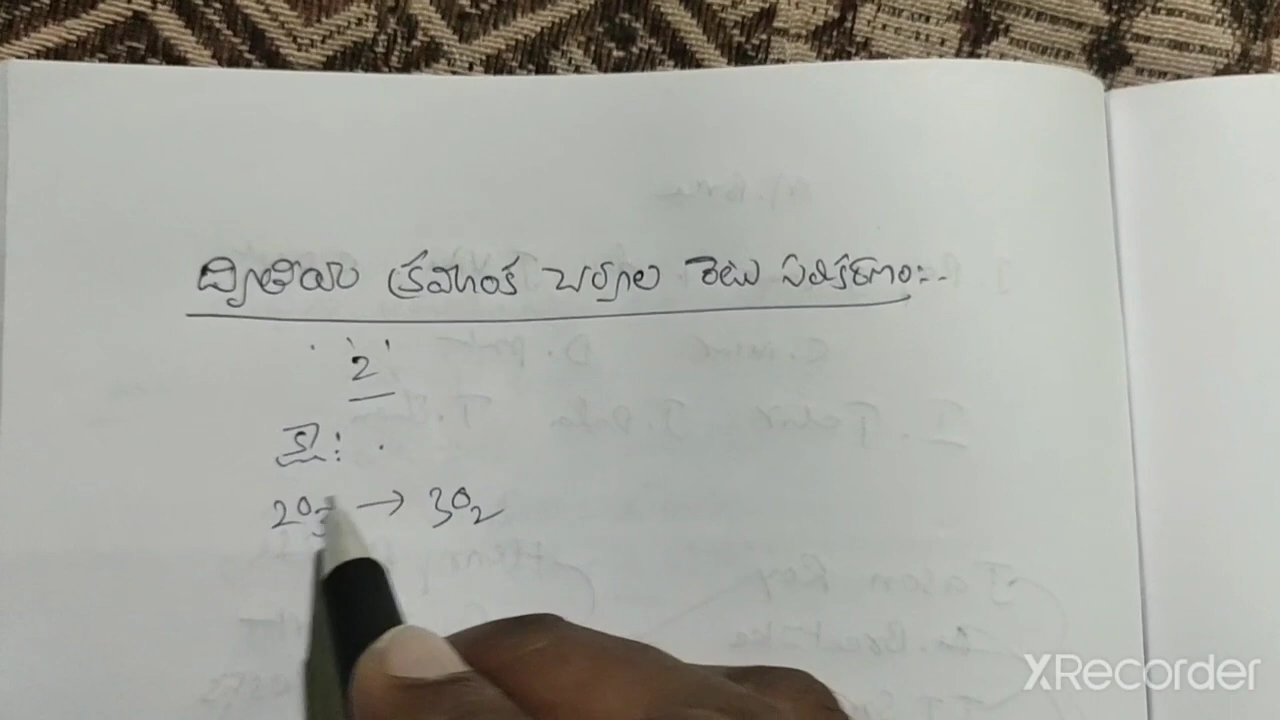 ద్వితీయ క్రమాంక చర్యల రేటు సమీకరణం:-
2
ఉదా:
2O3 → 3O2
XRecorder